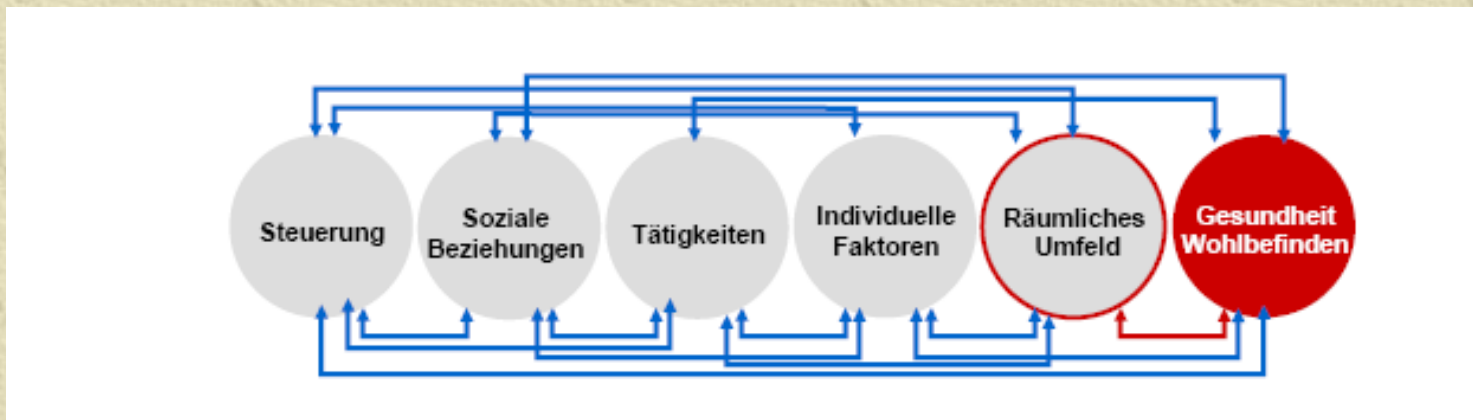 Steuerung
Soziale
Beziehungen
Tätigkeiten
Individuelle
Faktoren
Räumliches
Umfeld
Gesundheit
Wohlbefinden